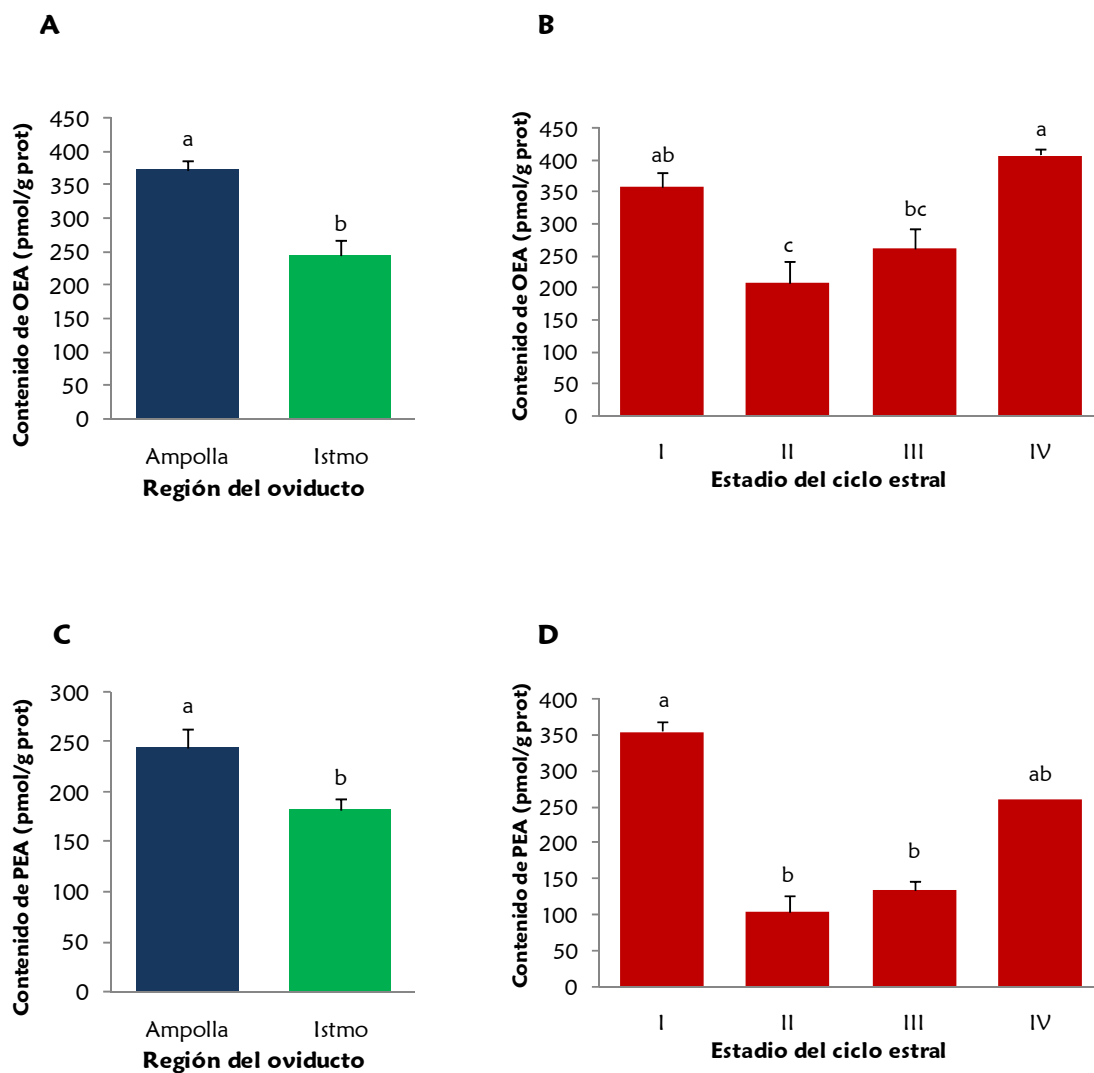 A
Contenido de OEA (pmol/g prot)
450
400
350
300
250
200
150
100
50
0
a
b
Ampolla Istmo
Región del oviducto
B
Contenido de OEA (pmol/g prot)
450
400
350
300
250
200
150
100
50
0
ab
c
bc
a
I II III IV
Estadio del ciclo estral
C
Contenido de PEA (pmol/g prot)
300
250
200
150
100
50
0
a
b
Ampolla Istmo
Región del oviducto
D
Contenido de PEA (pmol/g prot)
400
350
300
250
200
150
100
50
0
a
b
b
ab
I II III IV
Estadio del ciclo estral